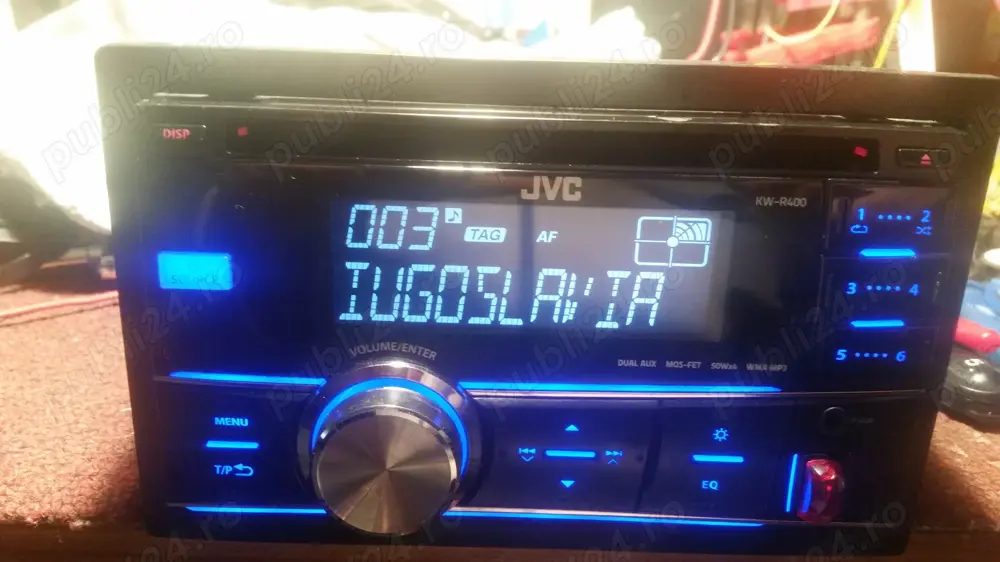 DISP
JVC
KW-R400
003 TAG AF
IUGOSLAVIA
1 2
3 4
5 6
VOLUME/ENTER
DUAL AUX MOS-FET 50Wx4 WMA MP3
MENU
T/P
EQ
publi24.ro